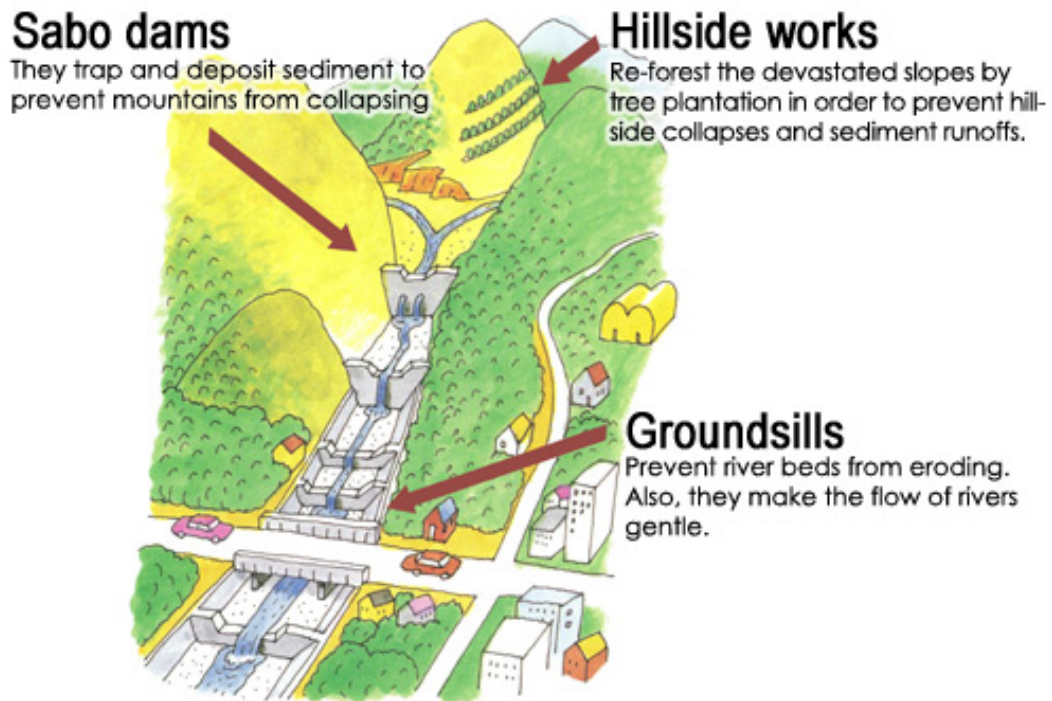 Sabo dams
They trap and deposit sediment to
prevent mountains from collapsing
Hillside works
Re-forest the devastated slopes by
tree plantation in order to prevent hill-
side collapses and sediment runoffs.
Groundsills
Prevent river beds from eroding.
Also, they make the flow of rivers
gentle.